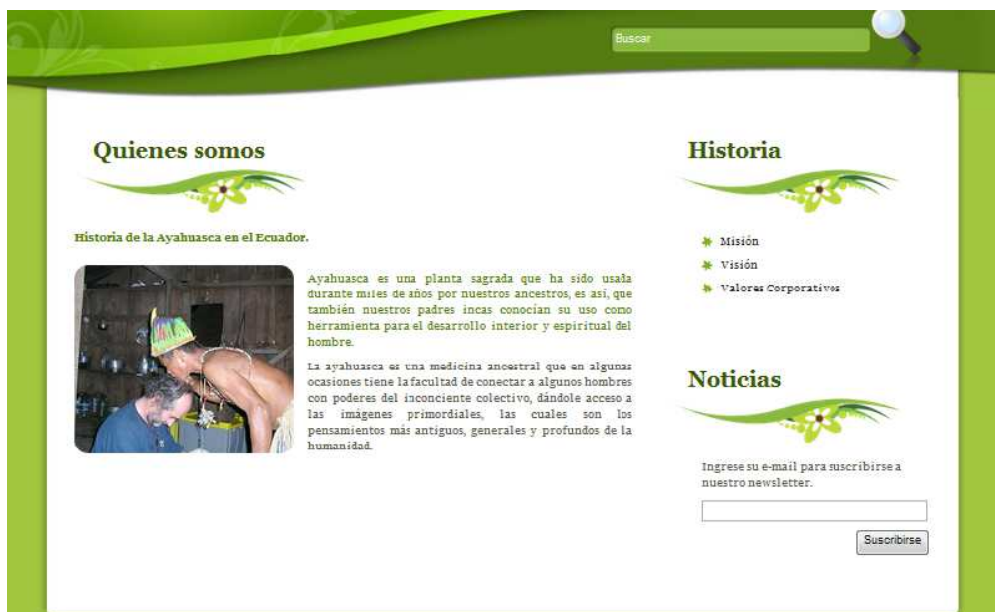 Buscar
Quienes somos
Historia de la Ayahuasca en el Ecuador.
Ayahuasca es una planta sagrada que ha sido usada
durante miles de años por nuestros ancestros, es así, que
también nuestros padres incas conocían su uso como
herramienta para el desarrollo interior y espiritual del
hombre.
La ayahuasca es una medicina ancestral que en algunas
ocasiones tiene la facultad de conectar a algunos hombres
con poderes del inconciente colectivo, dándole acceso a
las imágenes primordiales, las cuales son los
pensamientos más antiguos, generales y profundos de la
humanidad.
Historia
Misión
Visión
Valores Corporativos
Noticias
Ingrese su e-mail para suscribirse a
nuestro newsletter.
Suscribirse